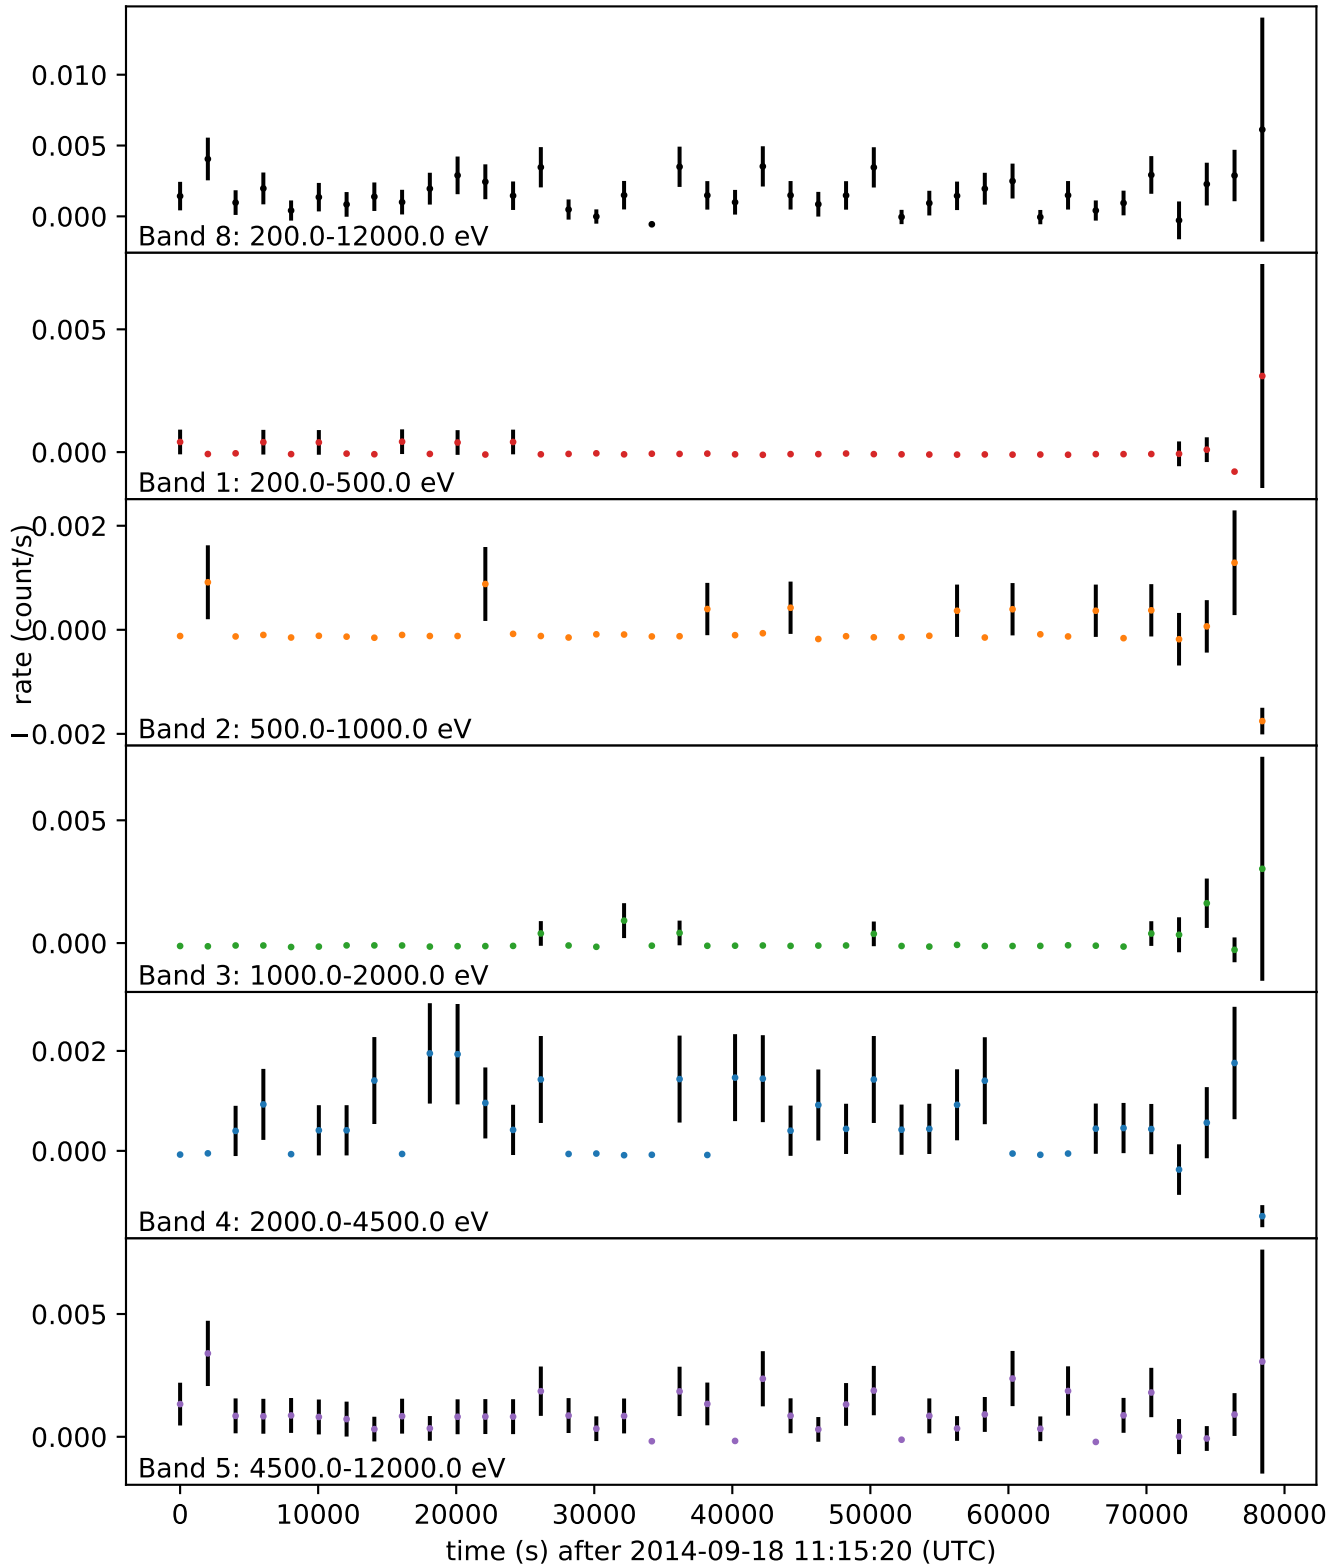 0.010
0.005
0.000
Band 8: 200.0-12000.0 eV
0.005
0.000
Band 1: 200.0-500.0 eV
rate (count/s)
0.002
0.000
−0.002
Band 2: 500.0-1000.0 eV
0.005
0.000
Band 3: 1000.0-2000.0 eV
0.002
0.000
Band 4: 2000.0-4500.0 eV
0.005
0.000
Band 5: 4500.0-12000.0 eV
0 10000 20000 30000 40000 50000 60000 70000 80000
time (s) after 2014-09-18 11:15:20 (UTC)